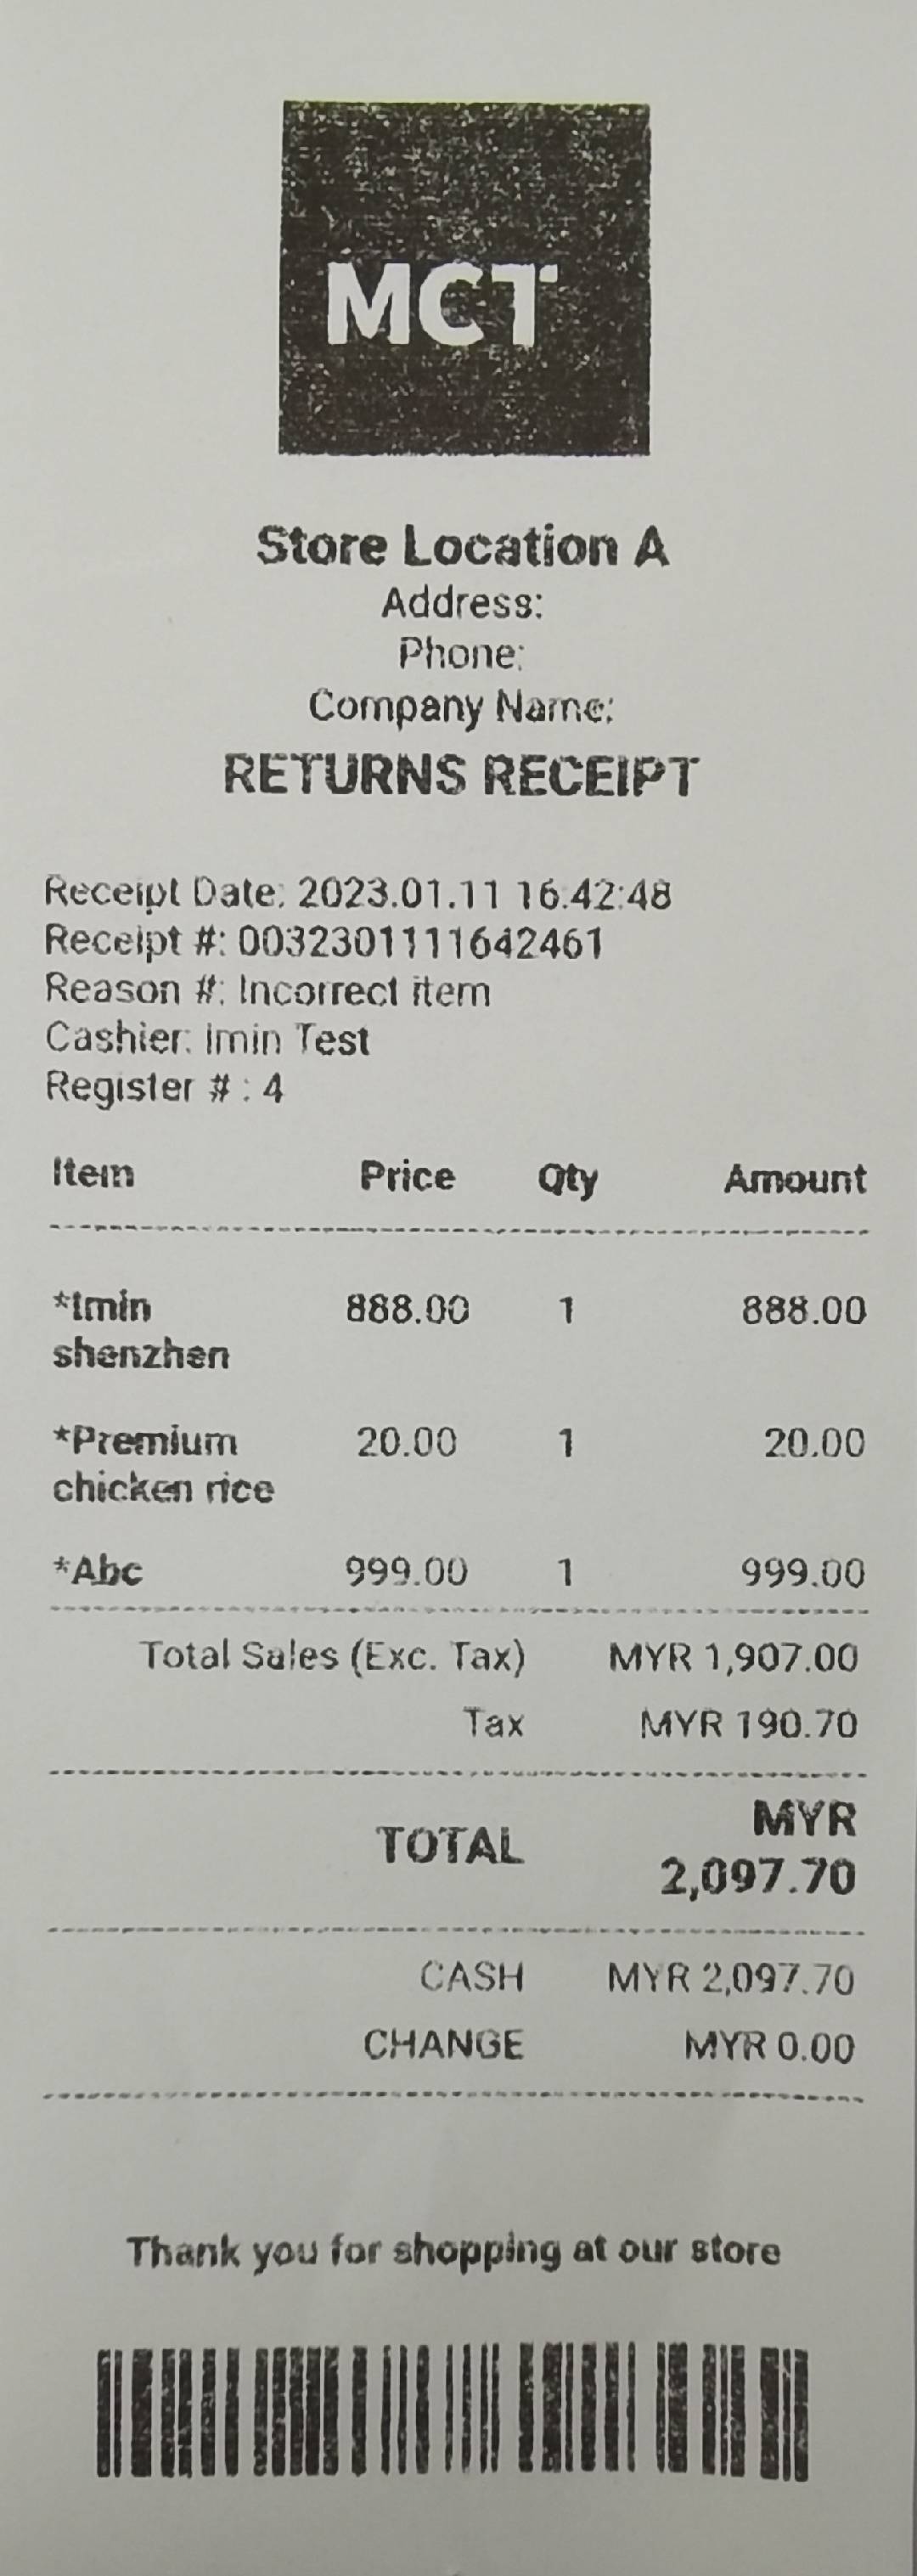 MCT
Store Location A
Address:
Phone:
Company Name:
RETURNS RECEIPT
Receipt Date: 2023.01.11 16:42:48
Receipt #: 0032301111642461
Reason #: Incorrect item
Cashier: Imin Test
Register # : 4
Item Price Qty Amount
*Imin 888.00 1 888.00
shenzhen
*Premium 20.00 1 20.00
chicken rice
*Abc 999.00 1 999.00
Total Sales (Exc. Tax) MYR 1,907.00
Tax MYR 190.70
TOTAL MYR 2,097.70
CASH MYR 2,097.70
CHANGE MYR 0.00
Thank you for shopping at our store